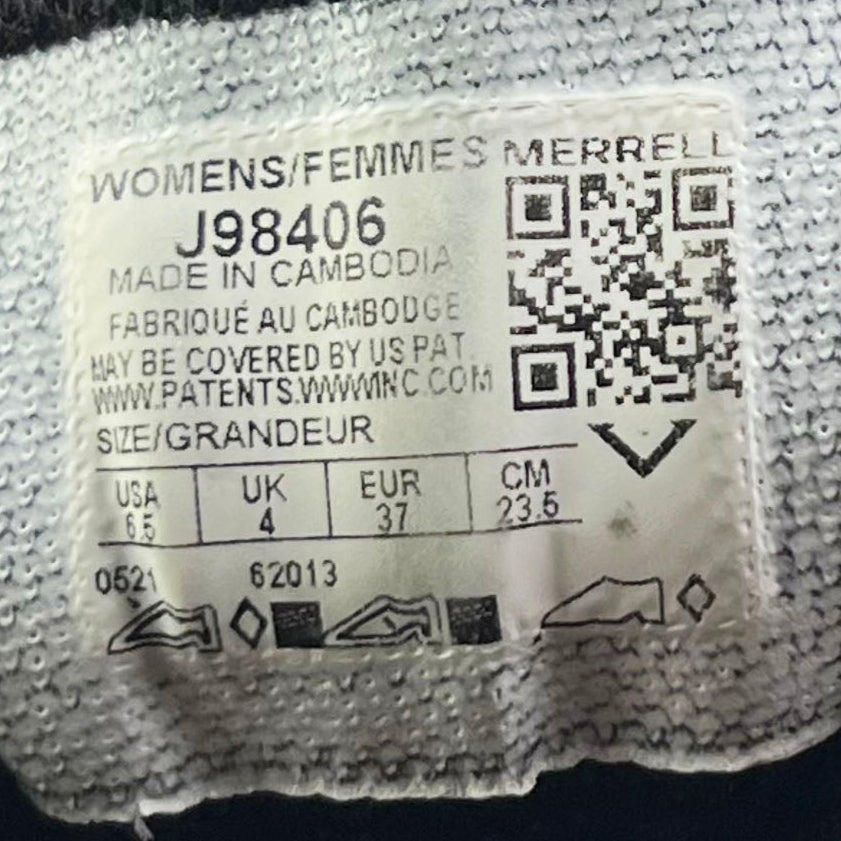 WOMENS/FEMMES MERRELL
J98406
MADE IN CAMBODIA
FABRIQUÉ AU CAMBODGE
MAY BE COVERED BY US PAT.
WWW.PATENTS.WWWINC.COM
SIZE/GRANDEUR
USA UK EUR CM
6.5 4 37 23.5
0521 62013